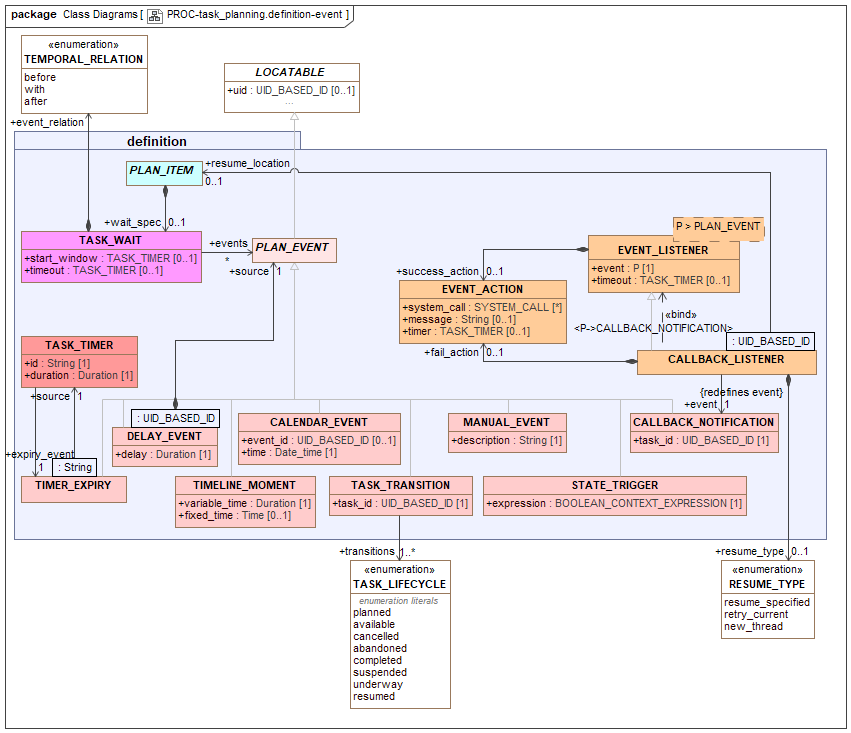 package Class Diagrams [ PROC-task_planning.definition-event ]
«enumeration»
TEMPORAL_RELATION
before
with
after
LOCATABLE
+uid : UID_BASED_ID [0..1]
...
+event_relation
definition
PLAN_ITEM
+resume_location
0..1
+wait_spec
0..1
P > PLAN_EVENT
TASK_WAIT
+start_window : TASK_TIMER [0..1]
+timeout : TASK_TIMER [0..1]
+events
*
PLAN_EVENT
+source
1
EVENT_LISTENER
+event : P [1]
+timeout : TASK_TIMER [0..1]
+success_action
0..1
EVENT_ACTION
+system_call : SYSTEM_CALL [*]
+message : String [0..1]
+timer : TASK_TIMER [0..1]
«bind»
<P->CALLBACK_NOTIFICATION>
+fail_action
0..1
: UID_BASED_ID
CALLBACK_LISTENER
TASK_TIMER
+id : String [1]
+duration : Duration [1]
+source
1
{redefines event}
+event
1
: UID_BASED_ID
DELAY_EVENT
+delay : Duration [1]
CALENDAR_EVENT
+event_id : UID_BASED_ID [0..1]
+time : Date_time [1]
MANUAL_EVENT
+description : String [1]
CALLBACK_NOTIFICATION
+task_id : UID_BASED_ID [1]
+expiry_event
1
: String
TIMER_EXPIRY
TIMELINE_MOMENT
+variable_time : Duration [1]
+fixed_time : Time [0..1]
TASK_TRANSITION
+task_id : UID_BASED_ID [1]
STATE_TRIGGER
+expression : BOOLEAN_CONTEXT_EXPRESSION [1]
+transitions
1..*
+resume_type
0..1
«enumeration»
TASK_LIFECYCLE
enumeration literals
planned
available
cancelled
abandoned
completed
suspended
underway
resumed
«enumeration»
RESUME_TYPE
resume_specified
retry_current
new_thread